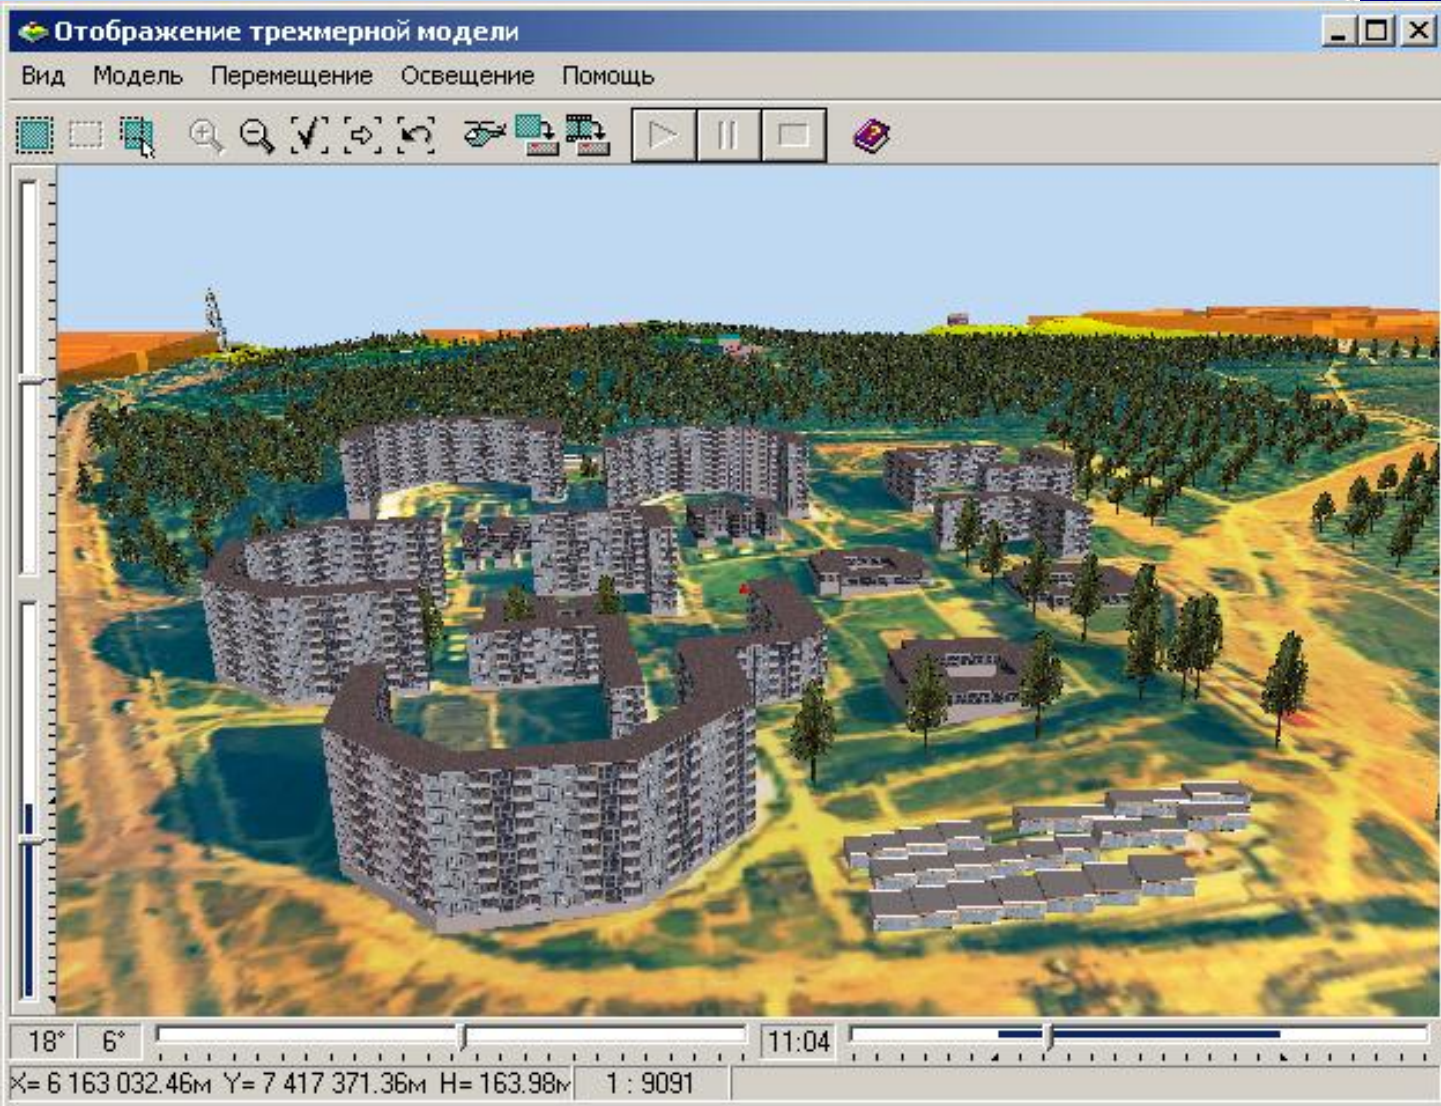 Отображение трехмерной модели
Вид Модель Перемещение Освещение Помощь
18° 6° 11:04
X= 6 163 032.46м Y= 7 417 371.36м H= 163.98м 1 : 9091